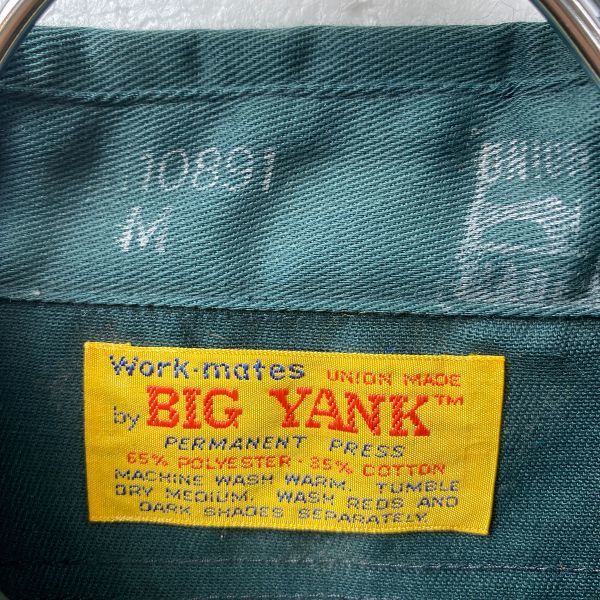 10891
M
UNION
Work-mates UNION MADE
by BIG YANK™
PERMANENT PRESS
65% POLYESTER · 35% COTTON
MACHINE WASH WARM. TUMBLE
DRY MEDIUM. WASH REDS AND
DARK SHADES SEPARATELY.